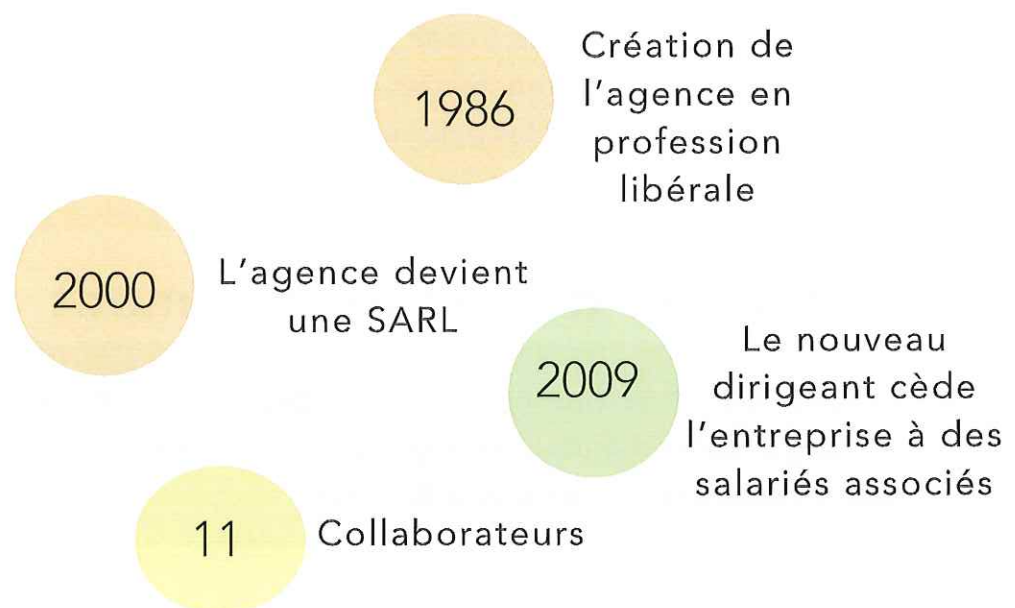 1986
Création de
l'agence en
profession
libérale
2000
L'agence devient
une SARL
2009
Le nouveau
dirigeant cède
l'entreprise à des
salariés associés
11
Collaborateurs